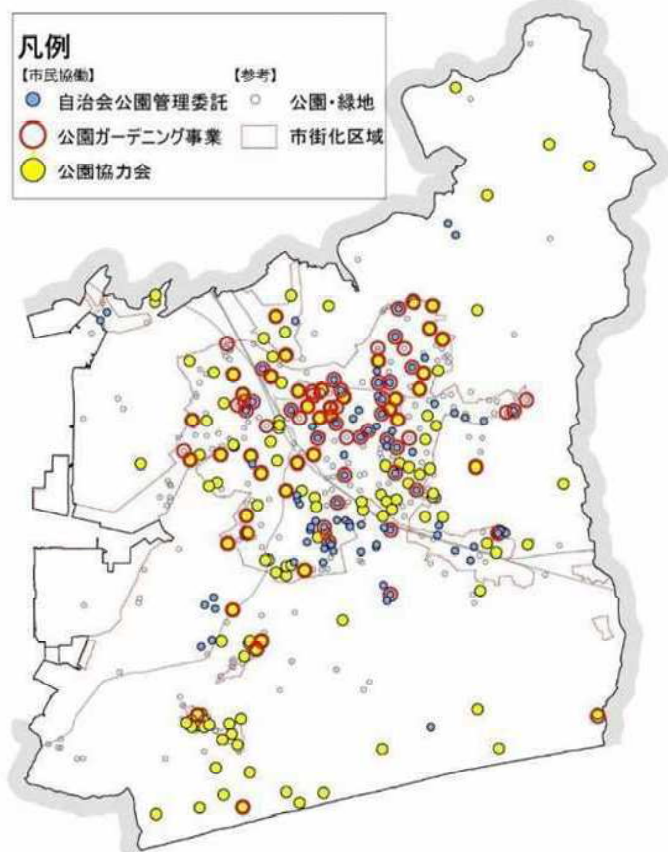 凡例
【市民協働】 【参考】
自治会公園管理委託 公園・緑地
公園ガーデニング事業 市街化区域
公園協力会